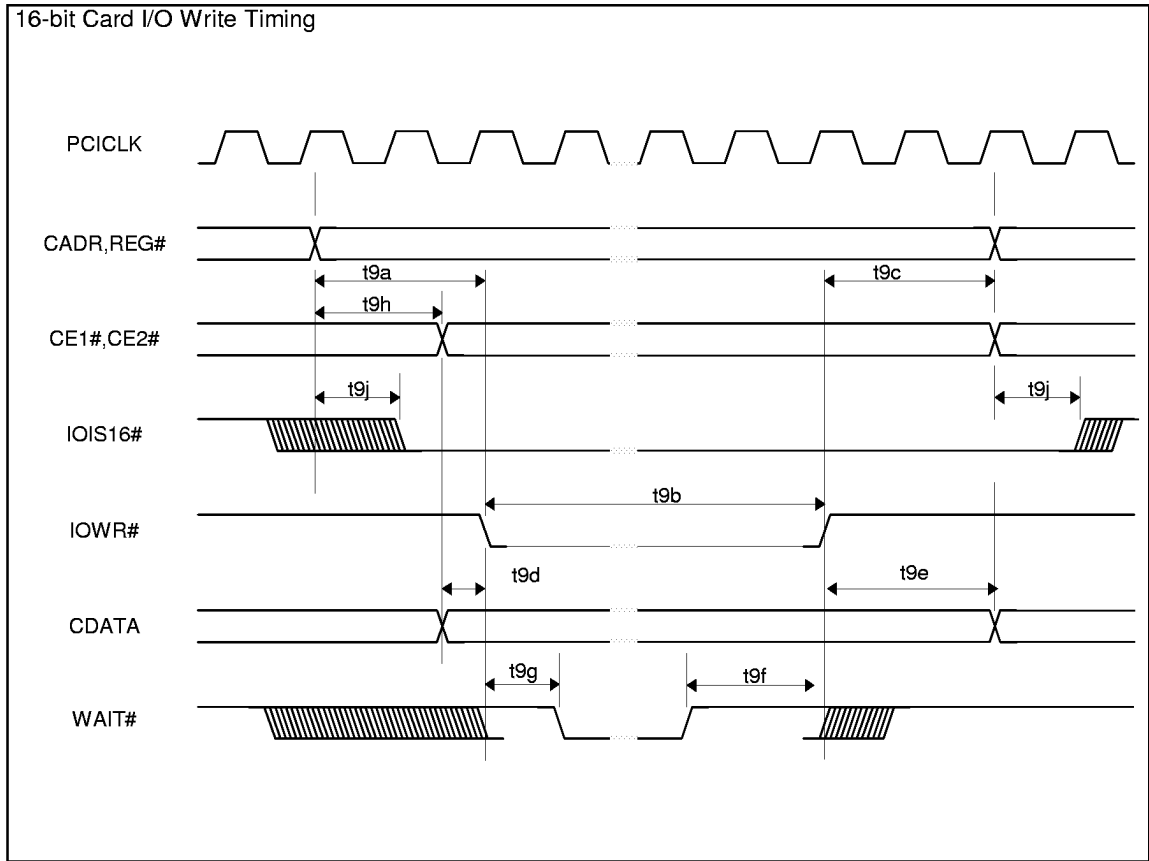 16-bit Card I/O Write Timing
PCICLK
CADR,REG#
t9a
t9c
t9h
CE1#,CE2#
t9j
t9j
IOIS16#
t9b
IOWR#
t9d
t9e
CDATA
t9g
t9f
WAIT#